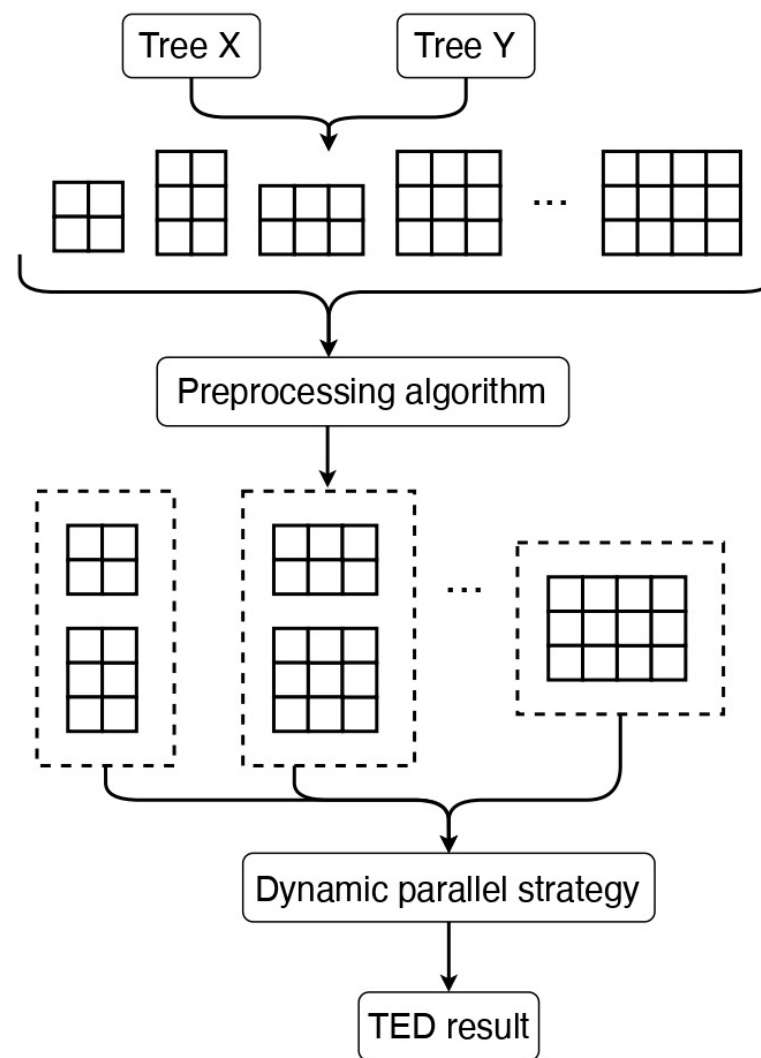 Tree X
Tree Y
...
Preprocessing algorithm
...
Dynamic parallel strategy
TED result